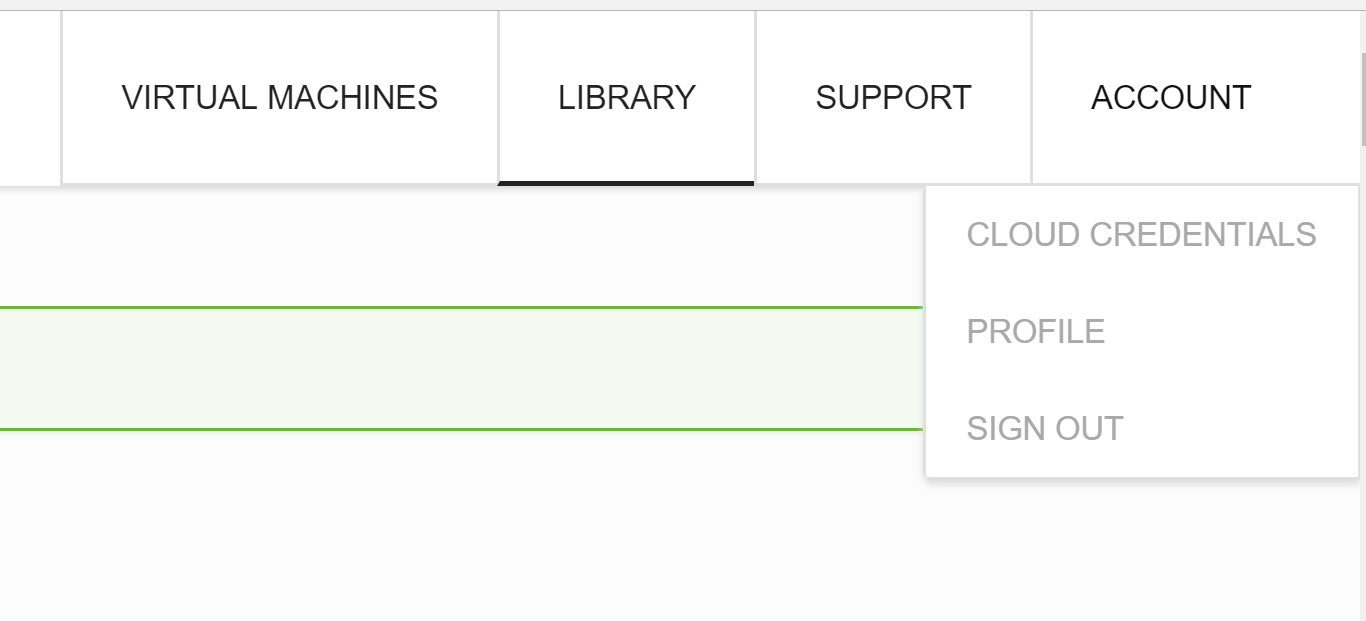 VIRTUAL MACHINES LIBRARY SUPPORT ACCOUNT
CLOUD CREDENTIALS
PROFILE
SIGN OUT